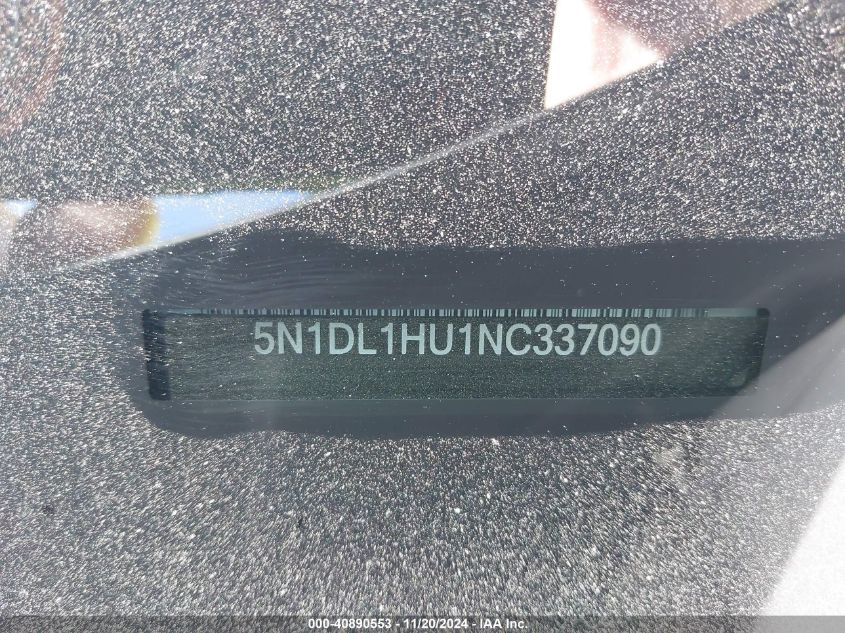 5N1DL1HU1NC337090
000-40890553 - 11/20/2024 - IAA Inc.